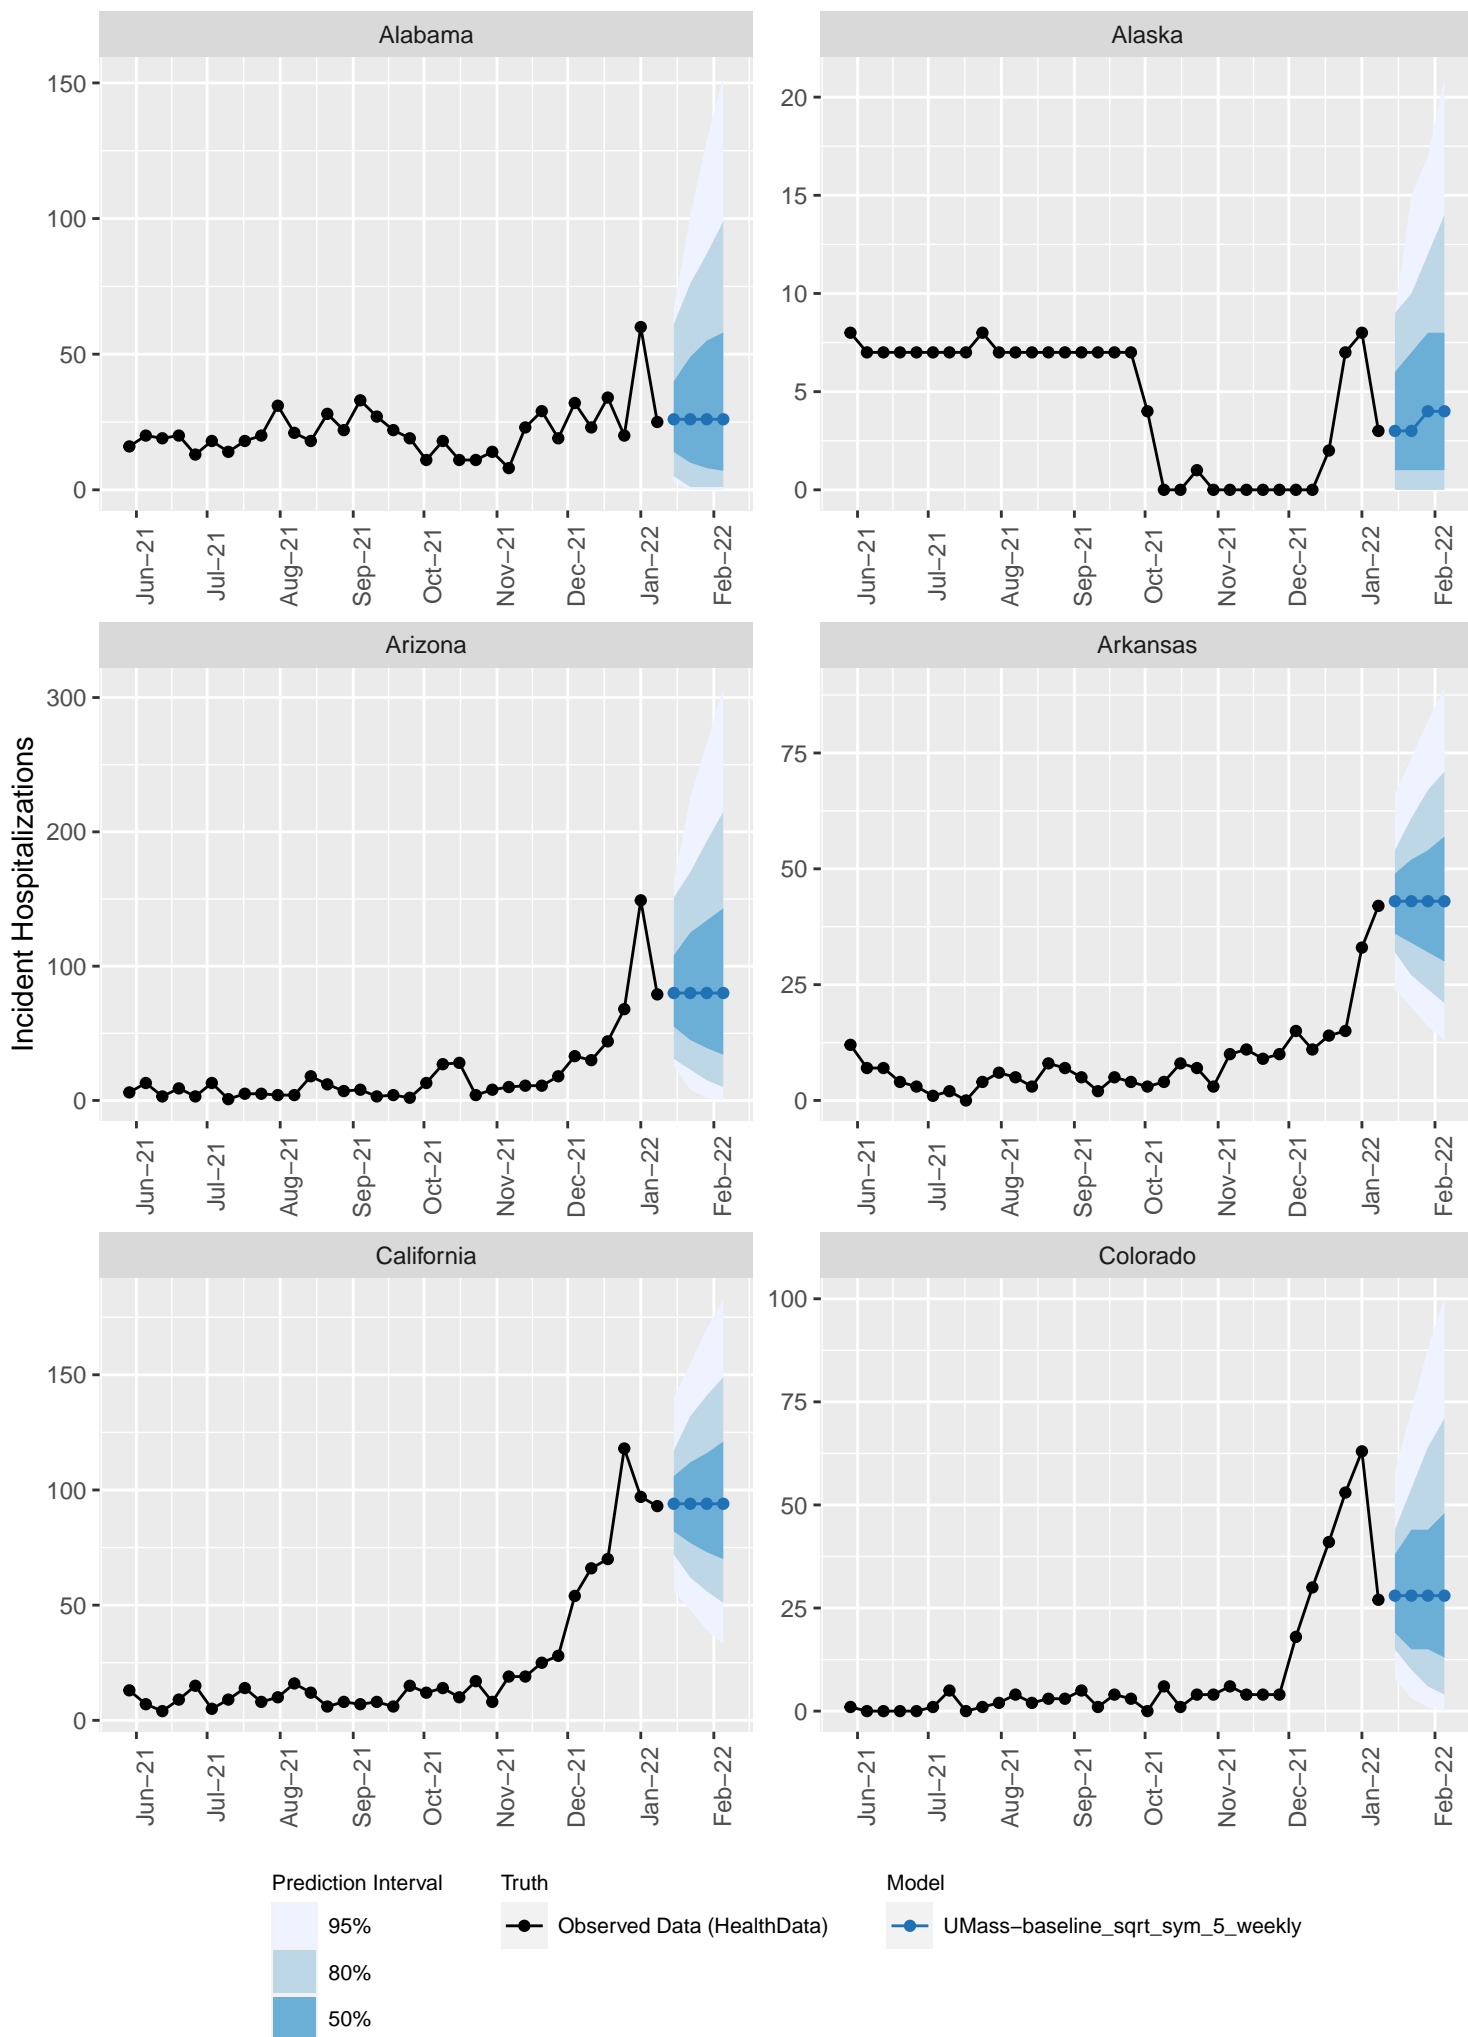 Alabama
Alaska
150
100
50
0
20
15
10
5
0
Jun−21
Jul−21
Aug−21
Sep−21
Oct−21
Nov−21
Dec−21
Jan−22
Feb−22
Jun−21
Jul−21
Aug−21
Sep−21
Oct−21
Nov−21
Dec−21
Jan−22
Feb−22
Arizona
Arkansas
Incident Hospitalizations
300
200
100
0
75
50
25
0
Jun−21
Jul−21
Aug−21
Sep−21
Oct−21
Nov−21
Dec−21
Jan−22
Feb−22
Jun−21
Jul−21
Aug−21
Sep−21
Oct−21
Nov−21
Dec−21
Jan−22
Feb−22
California
Colorado
150
100
50
0
100
75
50
25
0
Jun−21
Jul−21
Aug−21
Sep−21
Oct−21
Nov−21
Dec−21
Jan−22
Feb−22
Jun−21
Jul−21
Aug−21
Sep−21
Oct−21
Nov−21
Dec−21
Jan−22
Feb−22
Prediction Interval
95%
80%
50%
Truth
Observed Data (HealthData)
Model
UMass−baseline_sqrt_sym_5_weekly